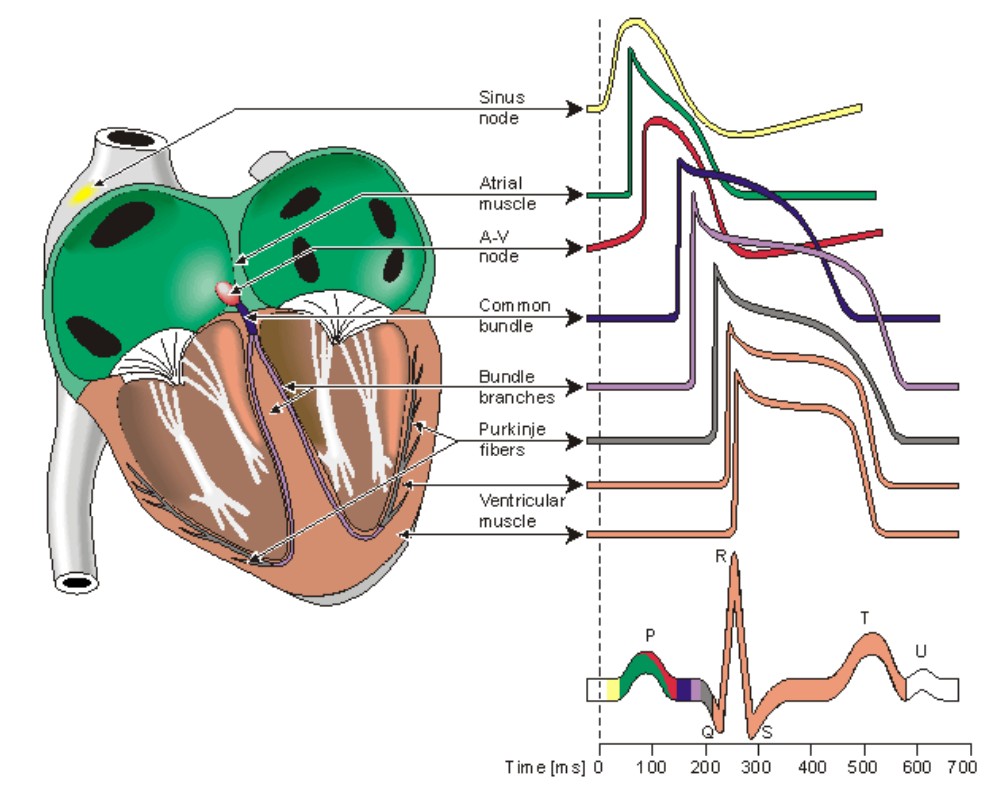 Sinus
node
Atrial
muscle
A-V
node
Common
bundle
Bundle
branches
Purkinje
fibers
Ventricular
muscle
R
P
T
U
Q
S
Time [ms] 0 100 200 300 400 500 600 700